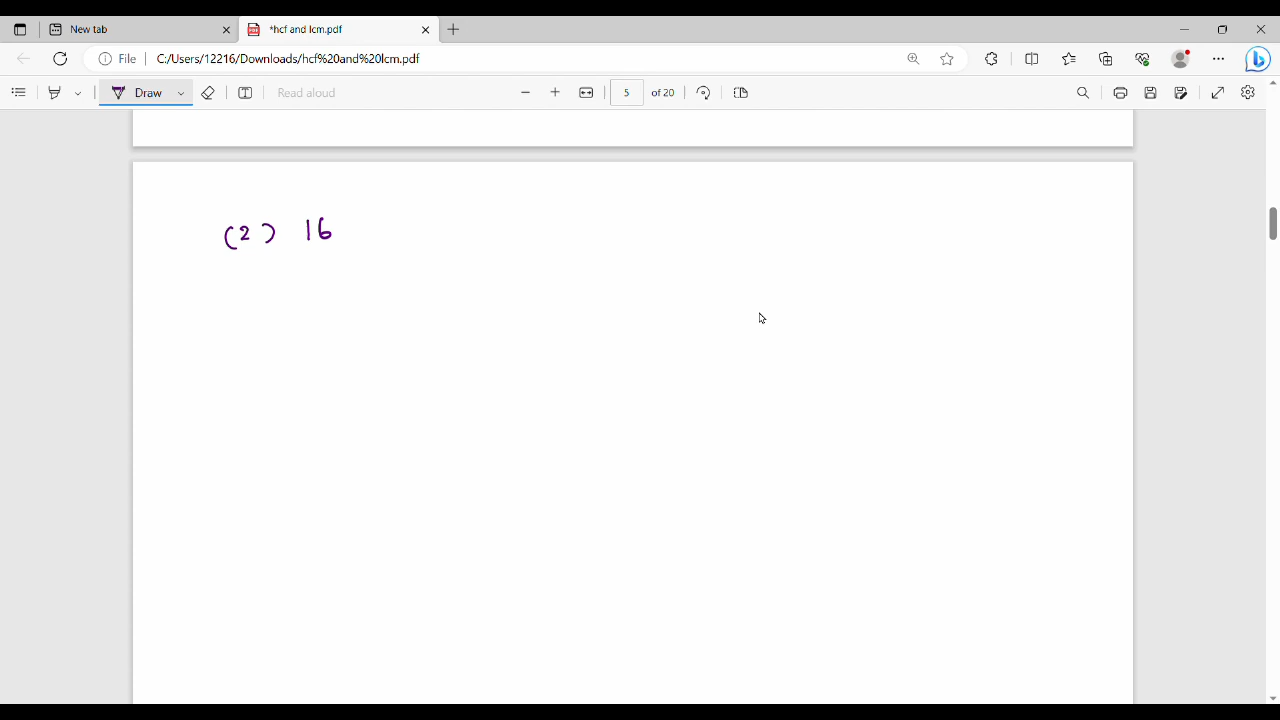 New tab
*hcf and lcm.pdf
File
C:/Users/12216/Downloads/hcf%20and%20lcm.pdf
Draw
Read aloud
5 of 20
(2) 16